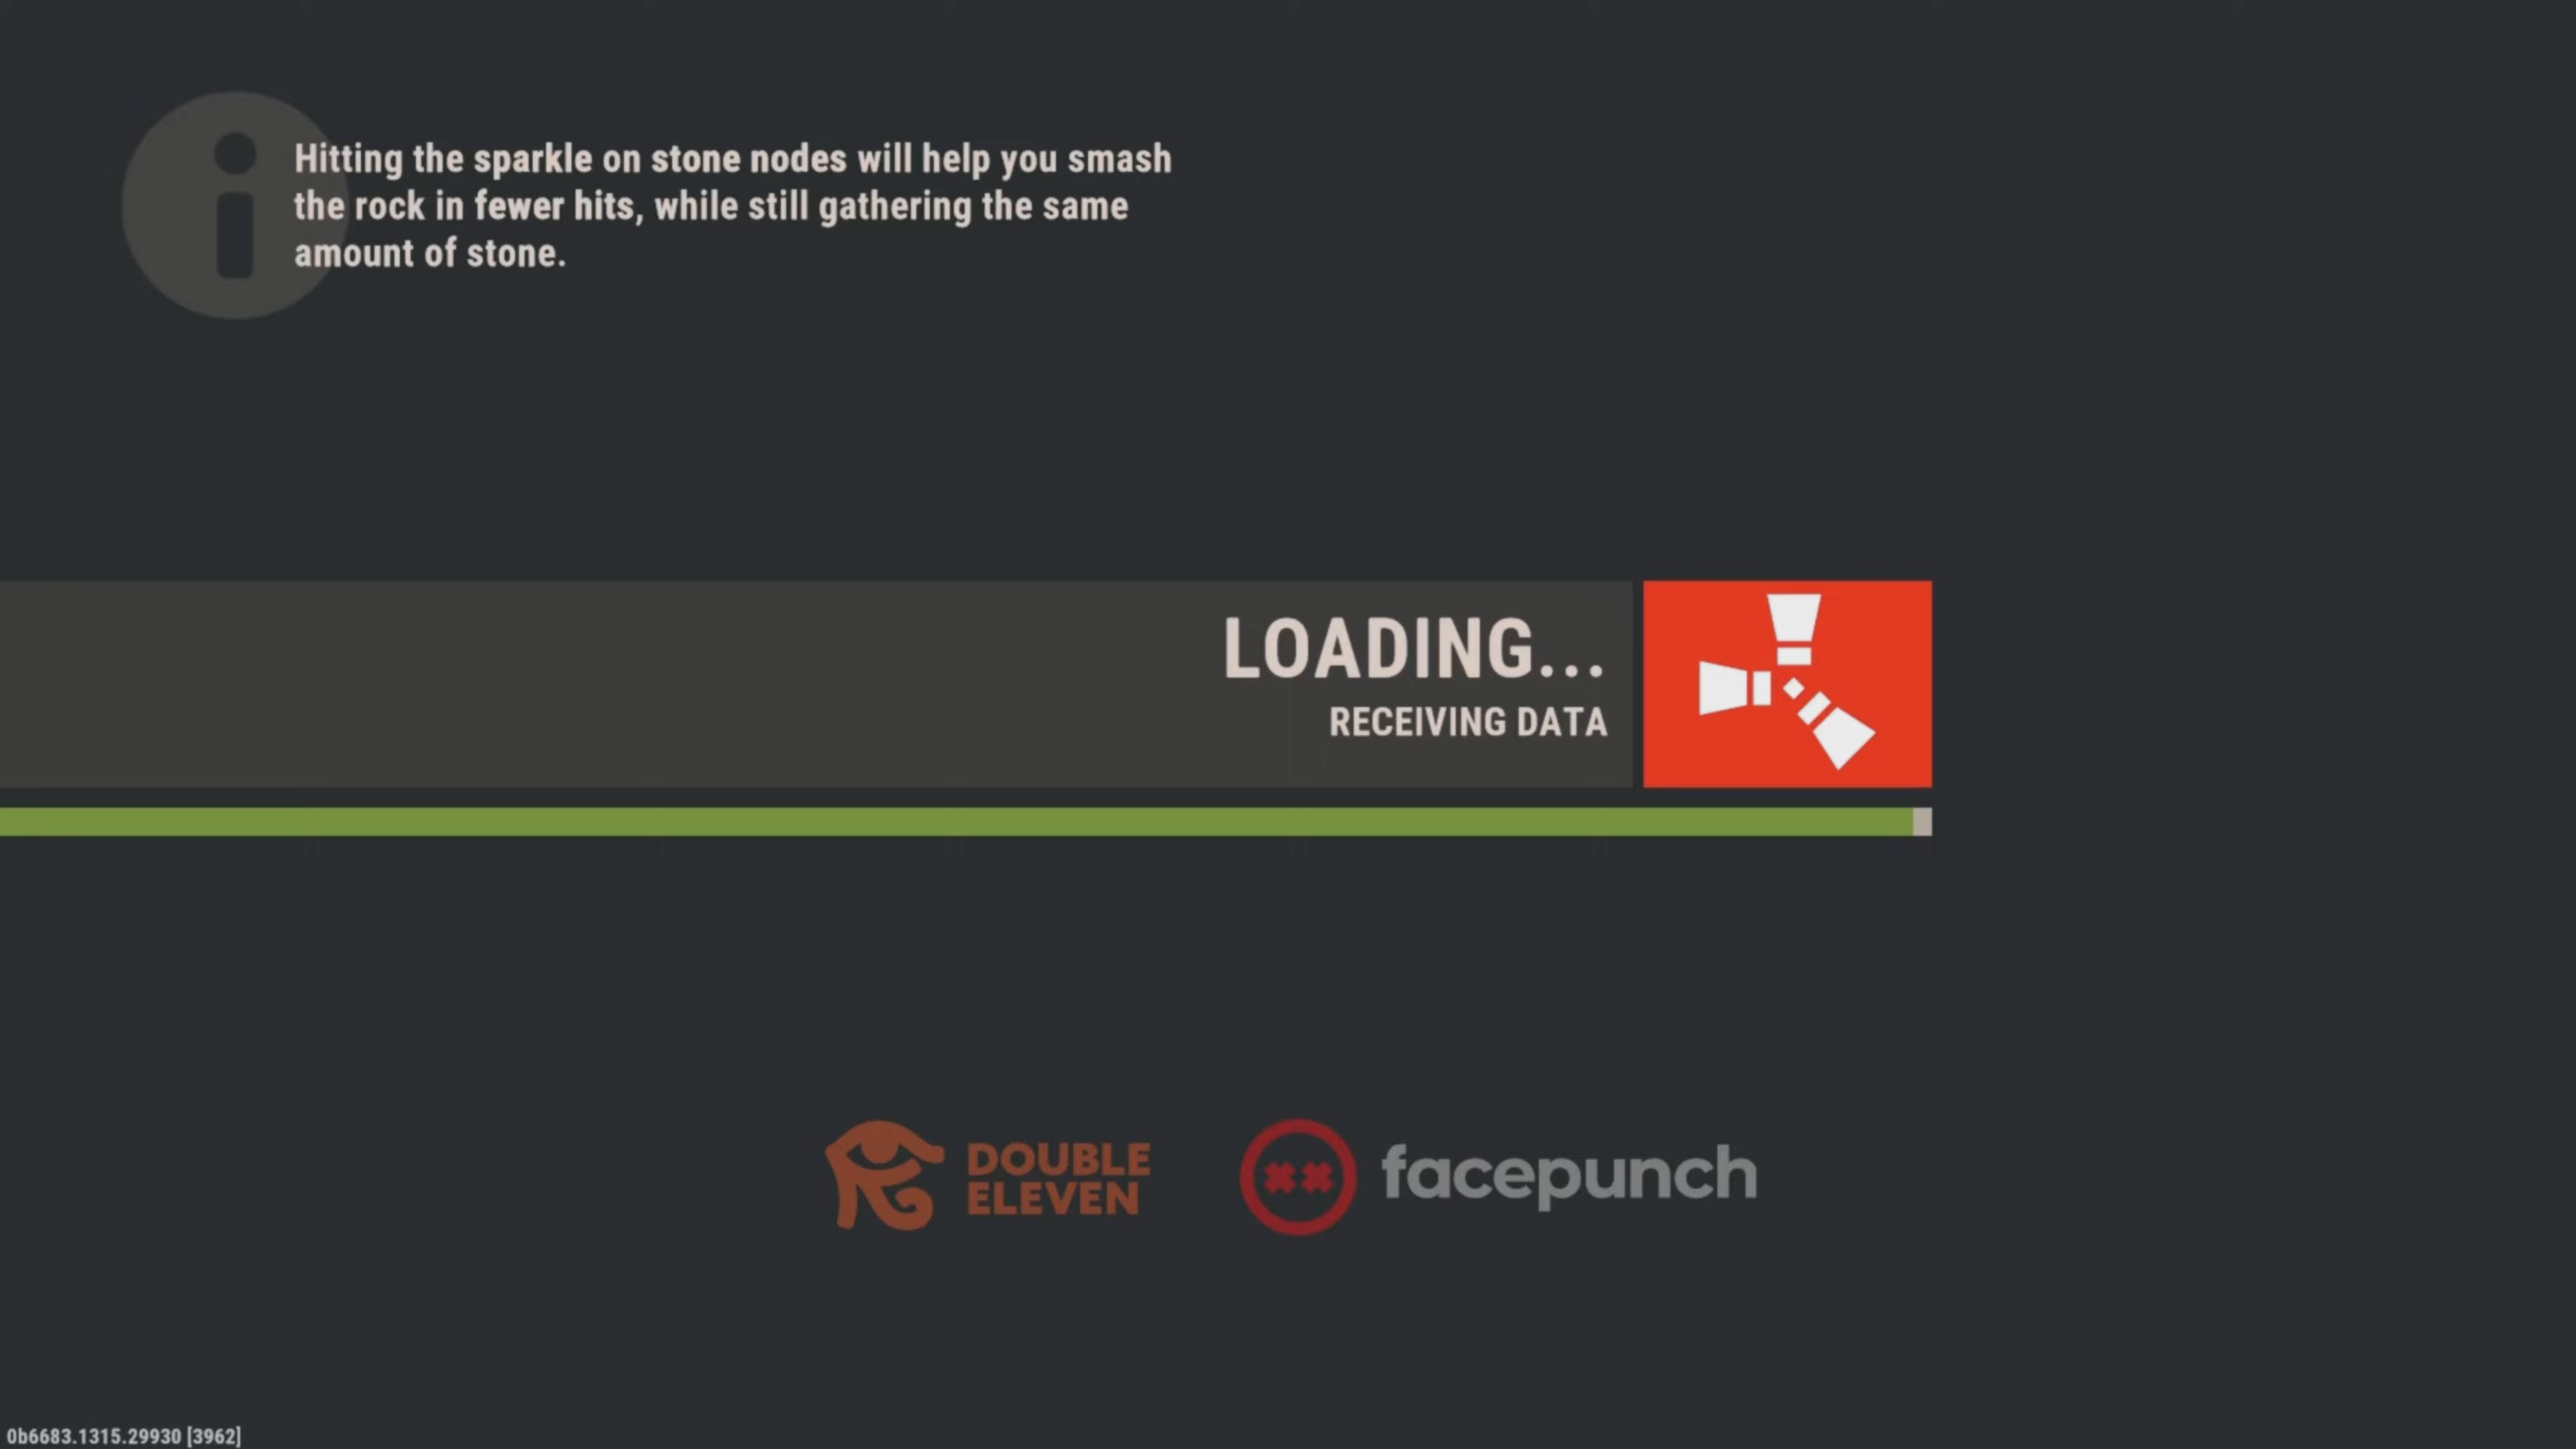 Hitting the sparkle on stone nodes will help you smash
the rock in fewer hits, while still gathering the same
amount of stone.
LOADING...
RECEIVING DATA
DOUBLE
ELEVEN
facepunch
0b6683.1315.29930 [3962]